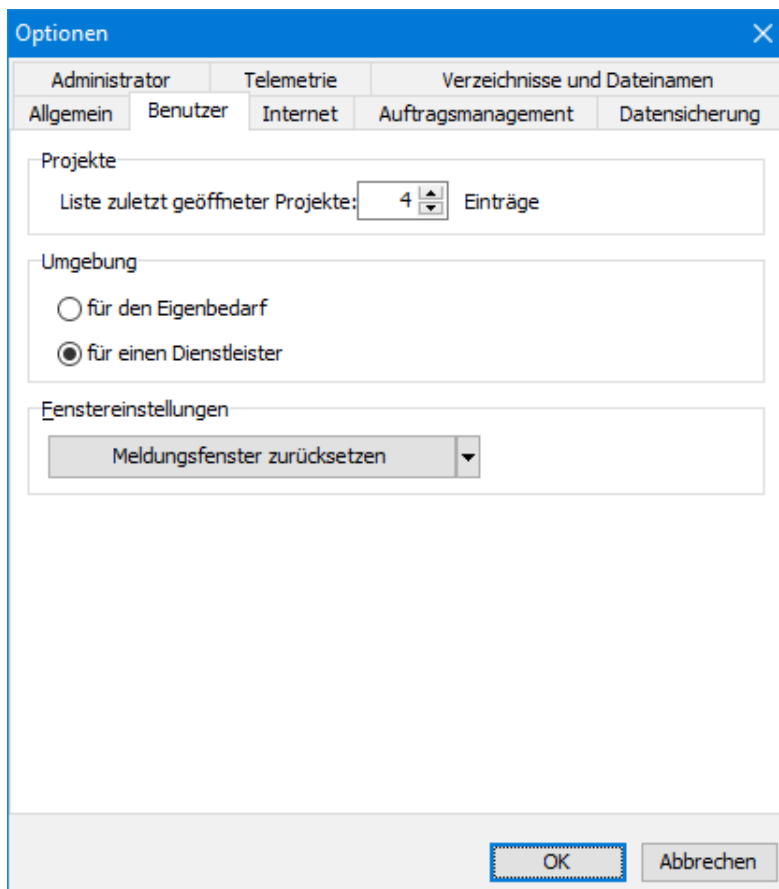 Optionen
Administrator Telemetrie Verzeichnisse und Dateinamen
Allgemein Benutzer Internet Auftragsmanagement Datensicherung
Projekte
Liste zuletzt geöffneter Projekte: 4 Einträge
Umgebung
für den Eigenbedarf
für einen Dienstleister
Fenstereinstellungen
Meldungsfenster zurücksetzen
OK Abbrechen